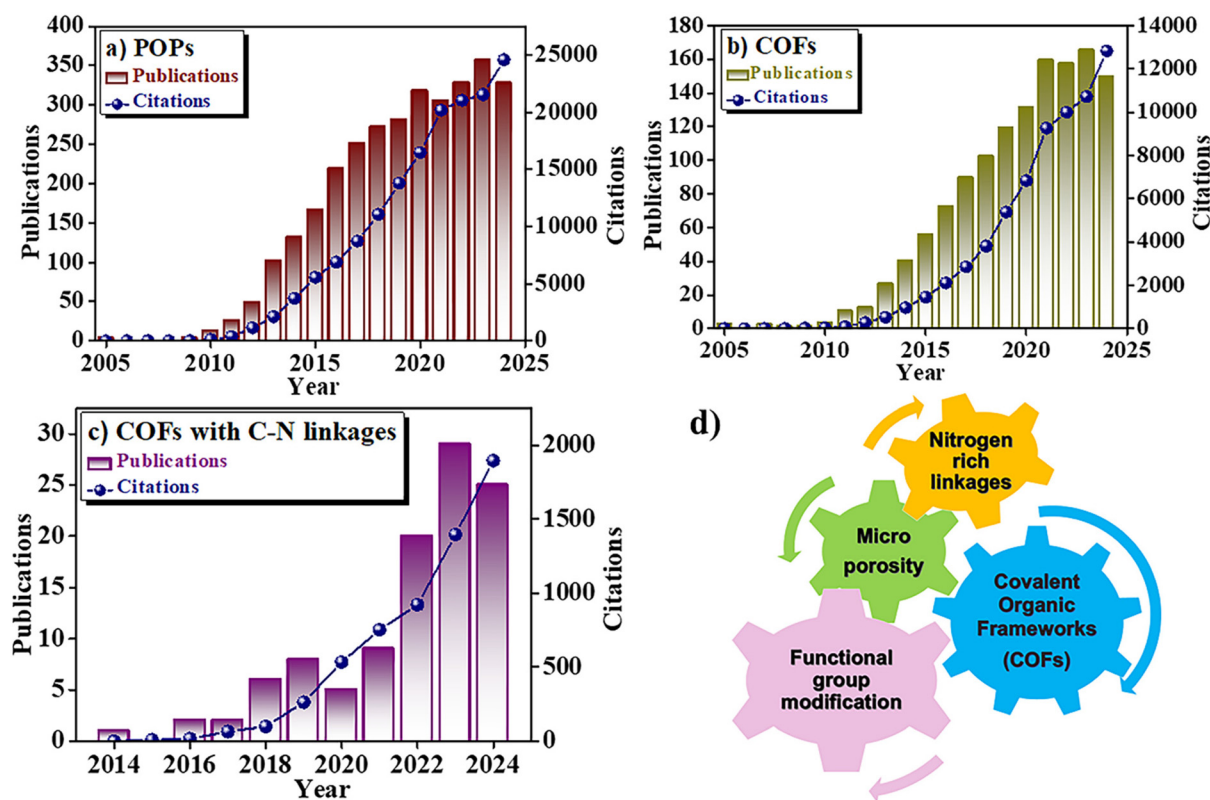 a) POPs
Publications
Citations
Publications
400
350
300
250
200
150
100
50
0
25000
20000
15000
10000
5000
0
Citations
2005 2010 2015 2020 2025
Year
b) COFs
Publications
Citations
Publications
180
160
140
120
100
80
60
40
20
0
14000
12000
10000
8000
6000
4000
2000
0
Citations
2005 2010 2015 2020 2025
Year
c) COFs with C-N linkages
Publications
Citations
Publications
30
25
20
15
10
5
0
2000
1500
1000
500
0
Citations
2014 2016 2018 2020 2022 2024
Year
d)
Nitrogen
rich
linkages
Micro
porosity
Covalent
Organic
Frameworks
(COFs)
Functional
group
modification